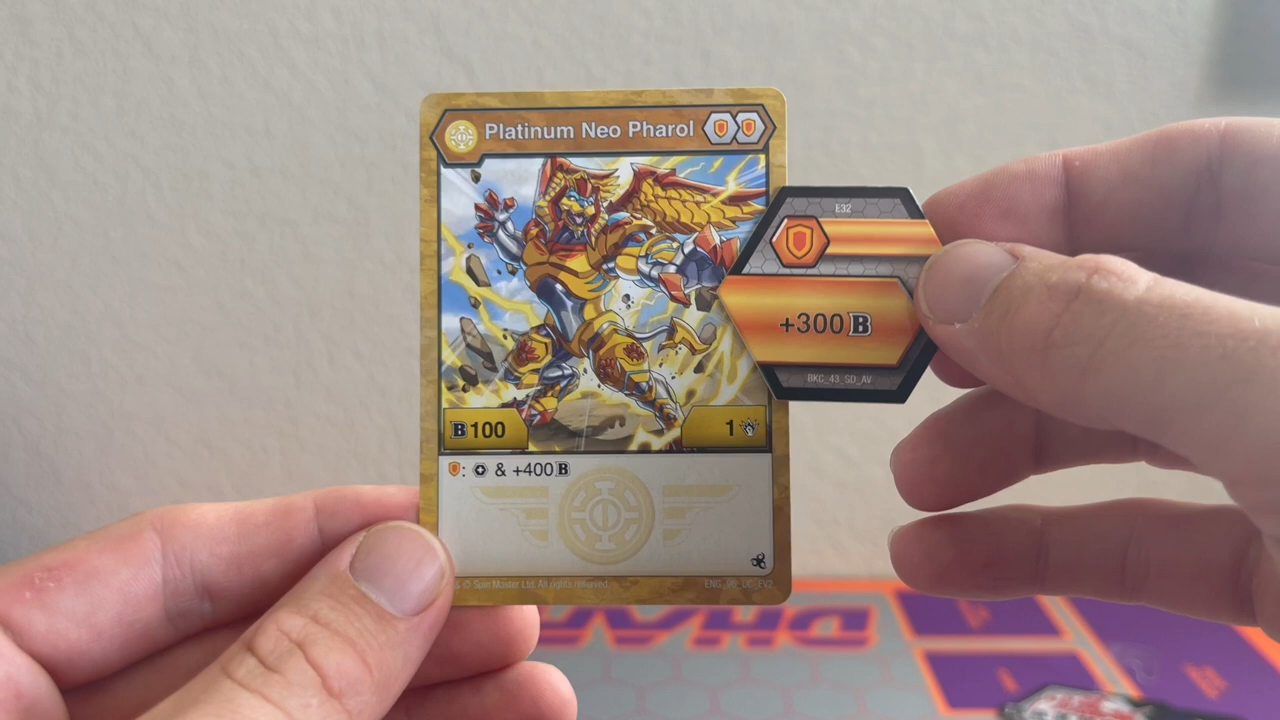 Platinum Neo Pharol
E32
+300 B
BKC_43_SD_AV
B 100
1
: & +400 B
© Spin Master Ltd. All rights reserved.